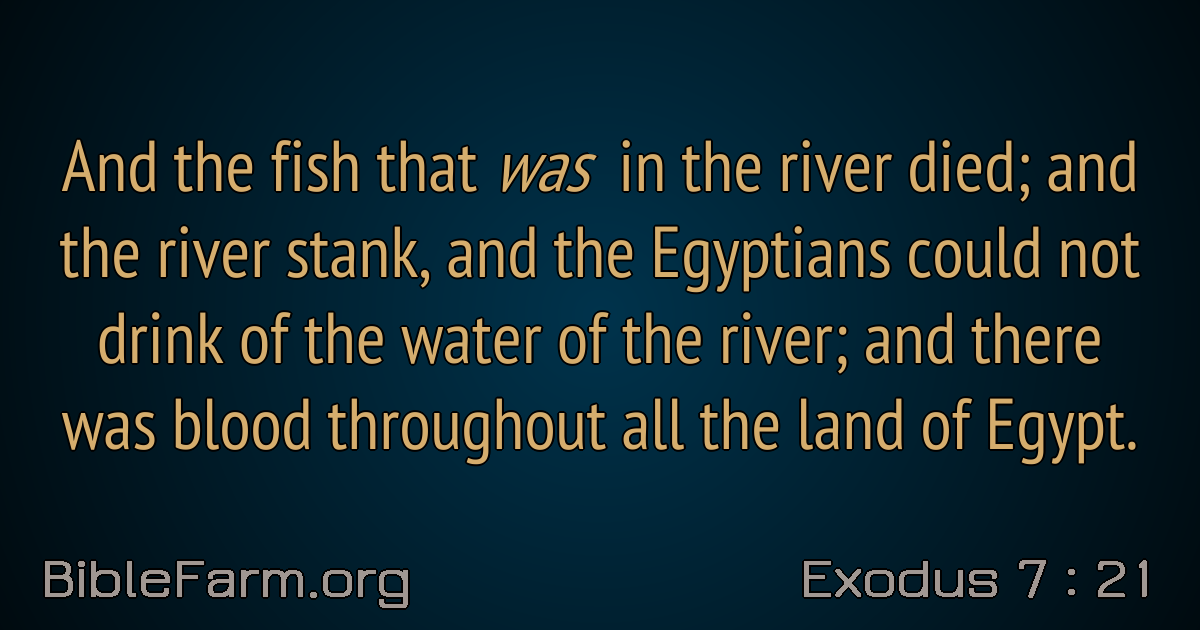 And the fish that was in the river died; and
the river stank, and the Egyptians could not
drink of the water of the river; and there
was blood throughout all the land of Egypt.
BibleFarm.org
Exodus 7 : 21